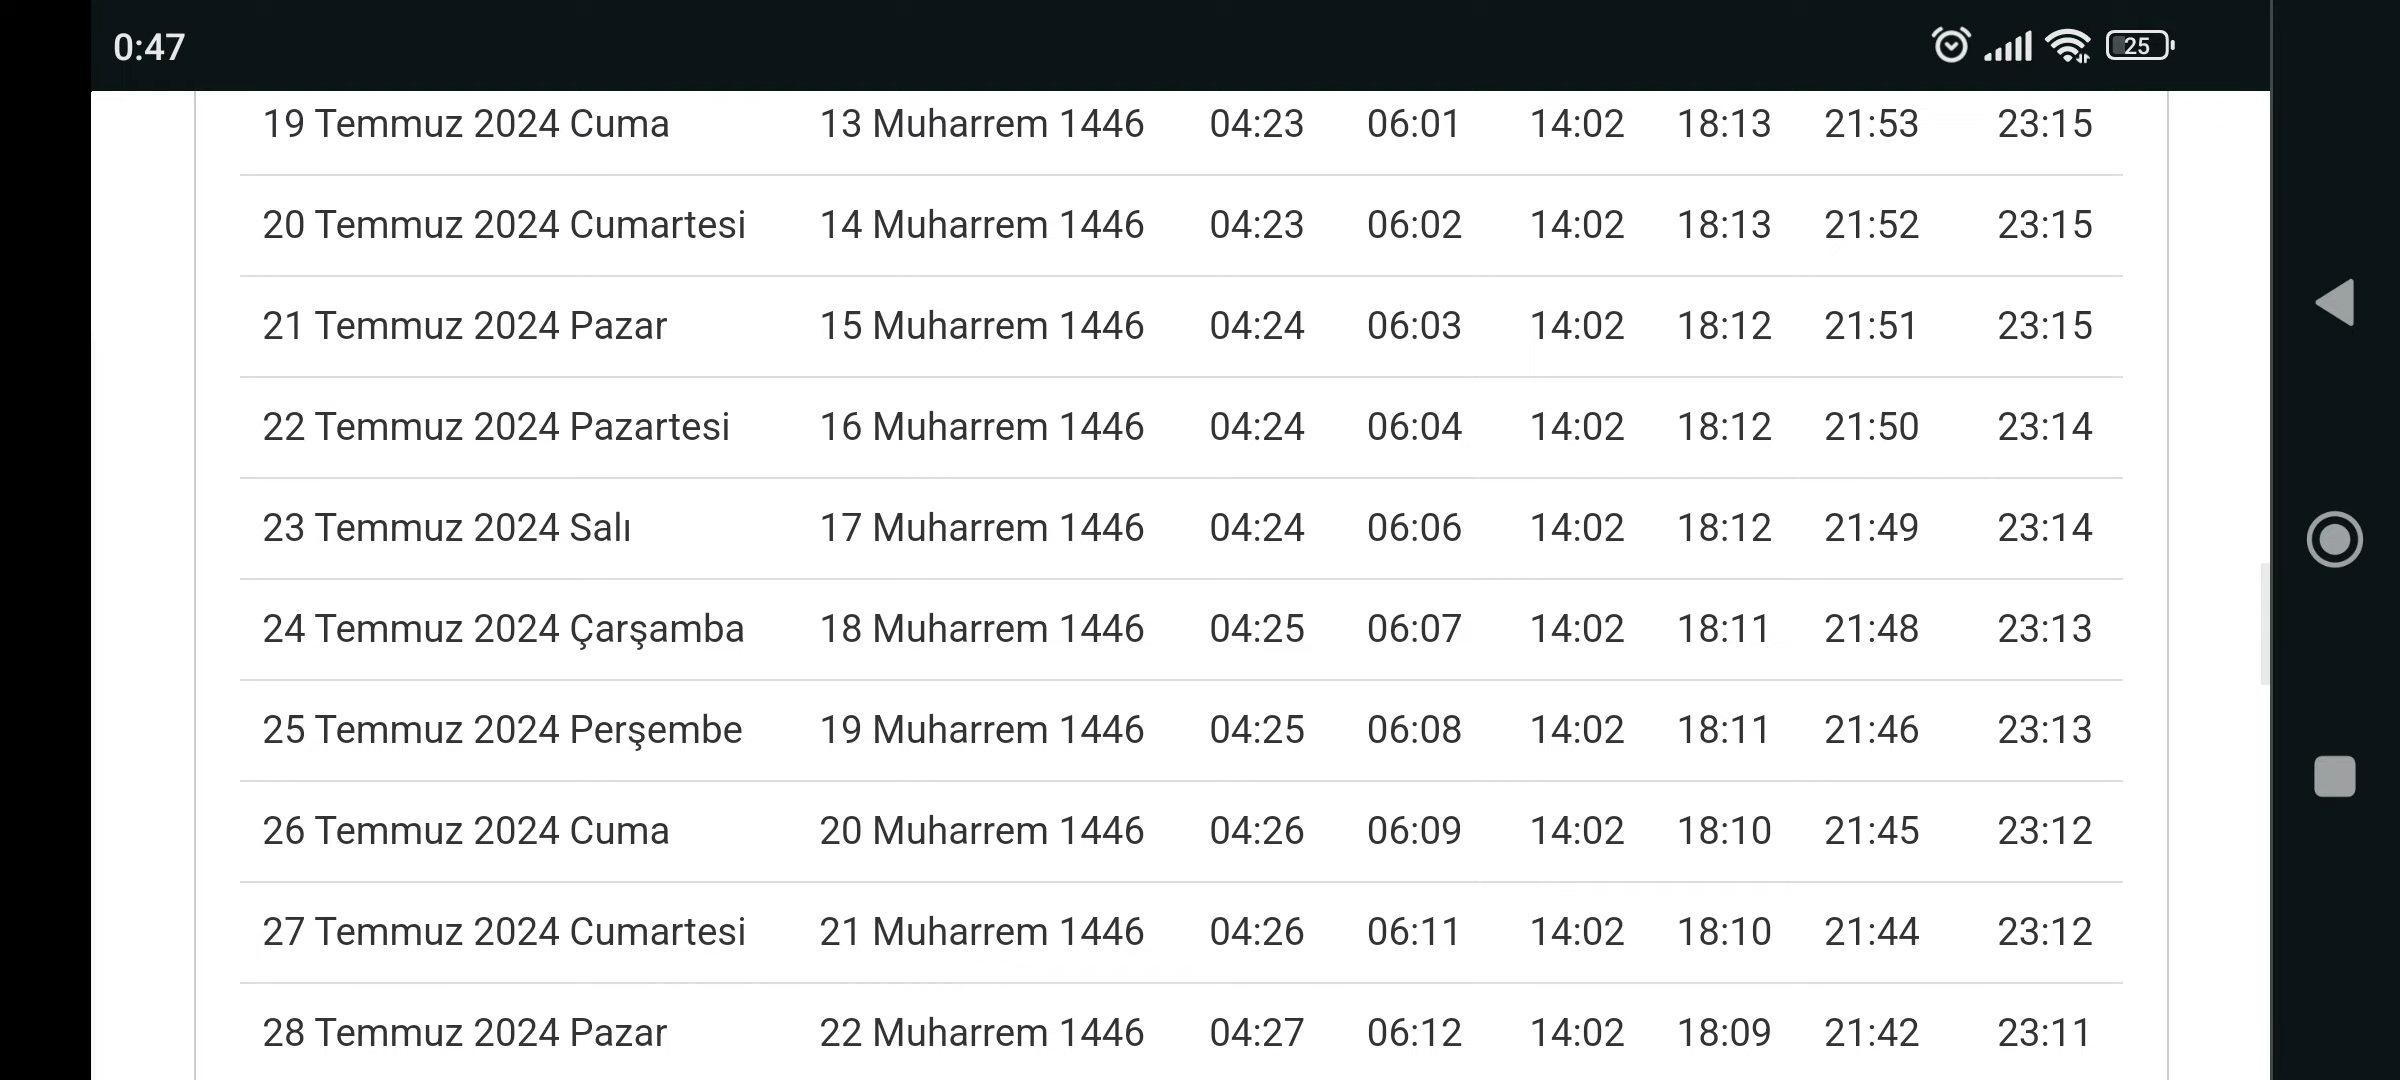 0:47 25
19 Temmuz 2024 Cuma 13 Muharrem 1446 04:23 06:01 14:02 18:13 21:53 23:15
20 Temmuz 2024 Cumartesi 14 Muharrem 1446 04:23 06:02 14:02 18:13 21:52 23:15
21 Temmuz 2024 Pazar 15 Muharrem 1446 04:24 06:03 14:02 18:12 21:51 23:15
22 Temmuz 2024 Pazartesi 16 Muharrem 1446 04:24 06:04 14:02 18:12 21:50 23:14
23 Temmuz 2024 Salı 17 Muharrem 1446 04:24 06:06 14:02 18:12 21:49 23:14
24 Temmuz 2024 Çarşamba 18 Muharrem 1446 04:25 06:07 14:02 18:11 21:48 23:13
25 Temmuz 2024 Perşembe 19 Muharrem 1446 04:25 06:08 14:02 18:11 21:46 23:13
26 Temmuz 2024 Cuma 20 Muharrem 1446 04:26 06:09 14:02 18:10 21:45 23:12
27 Temmuz 2024 Cumartesi 21 Muharrem 1446 04:26 06:11 14:02 18:10 21:44 23:12
28 Temmuz 2024 Pazar 22 Muharrem 1446 04:27 06:12 14:02 18:09 21:42 23:11